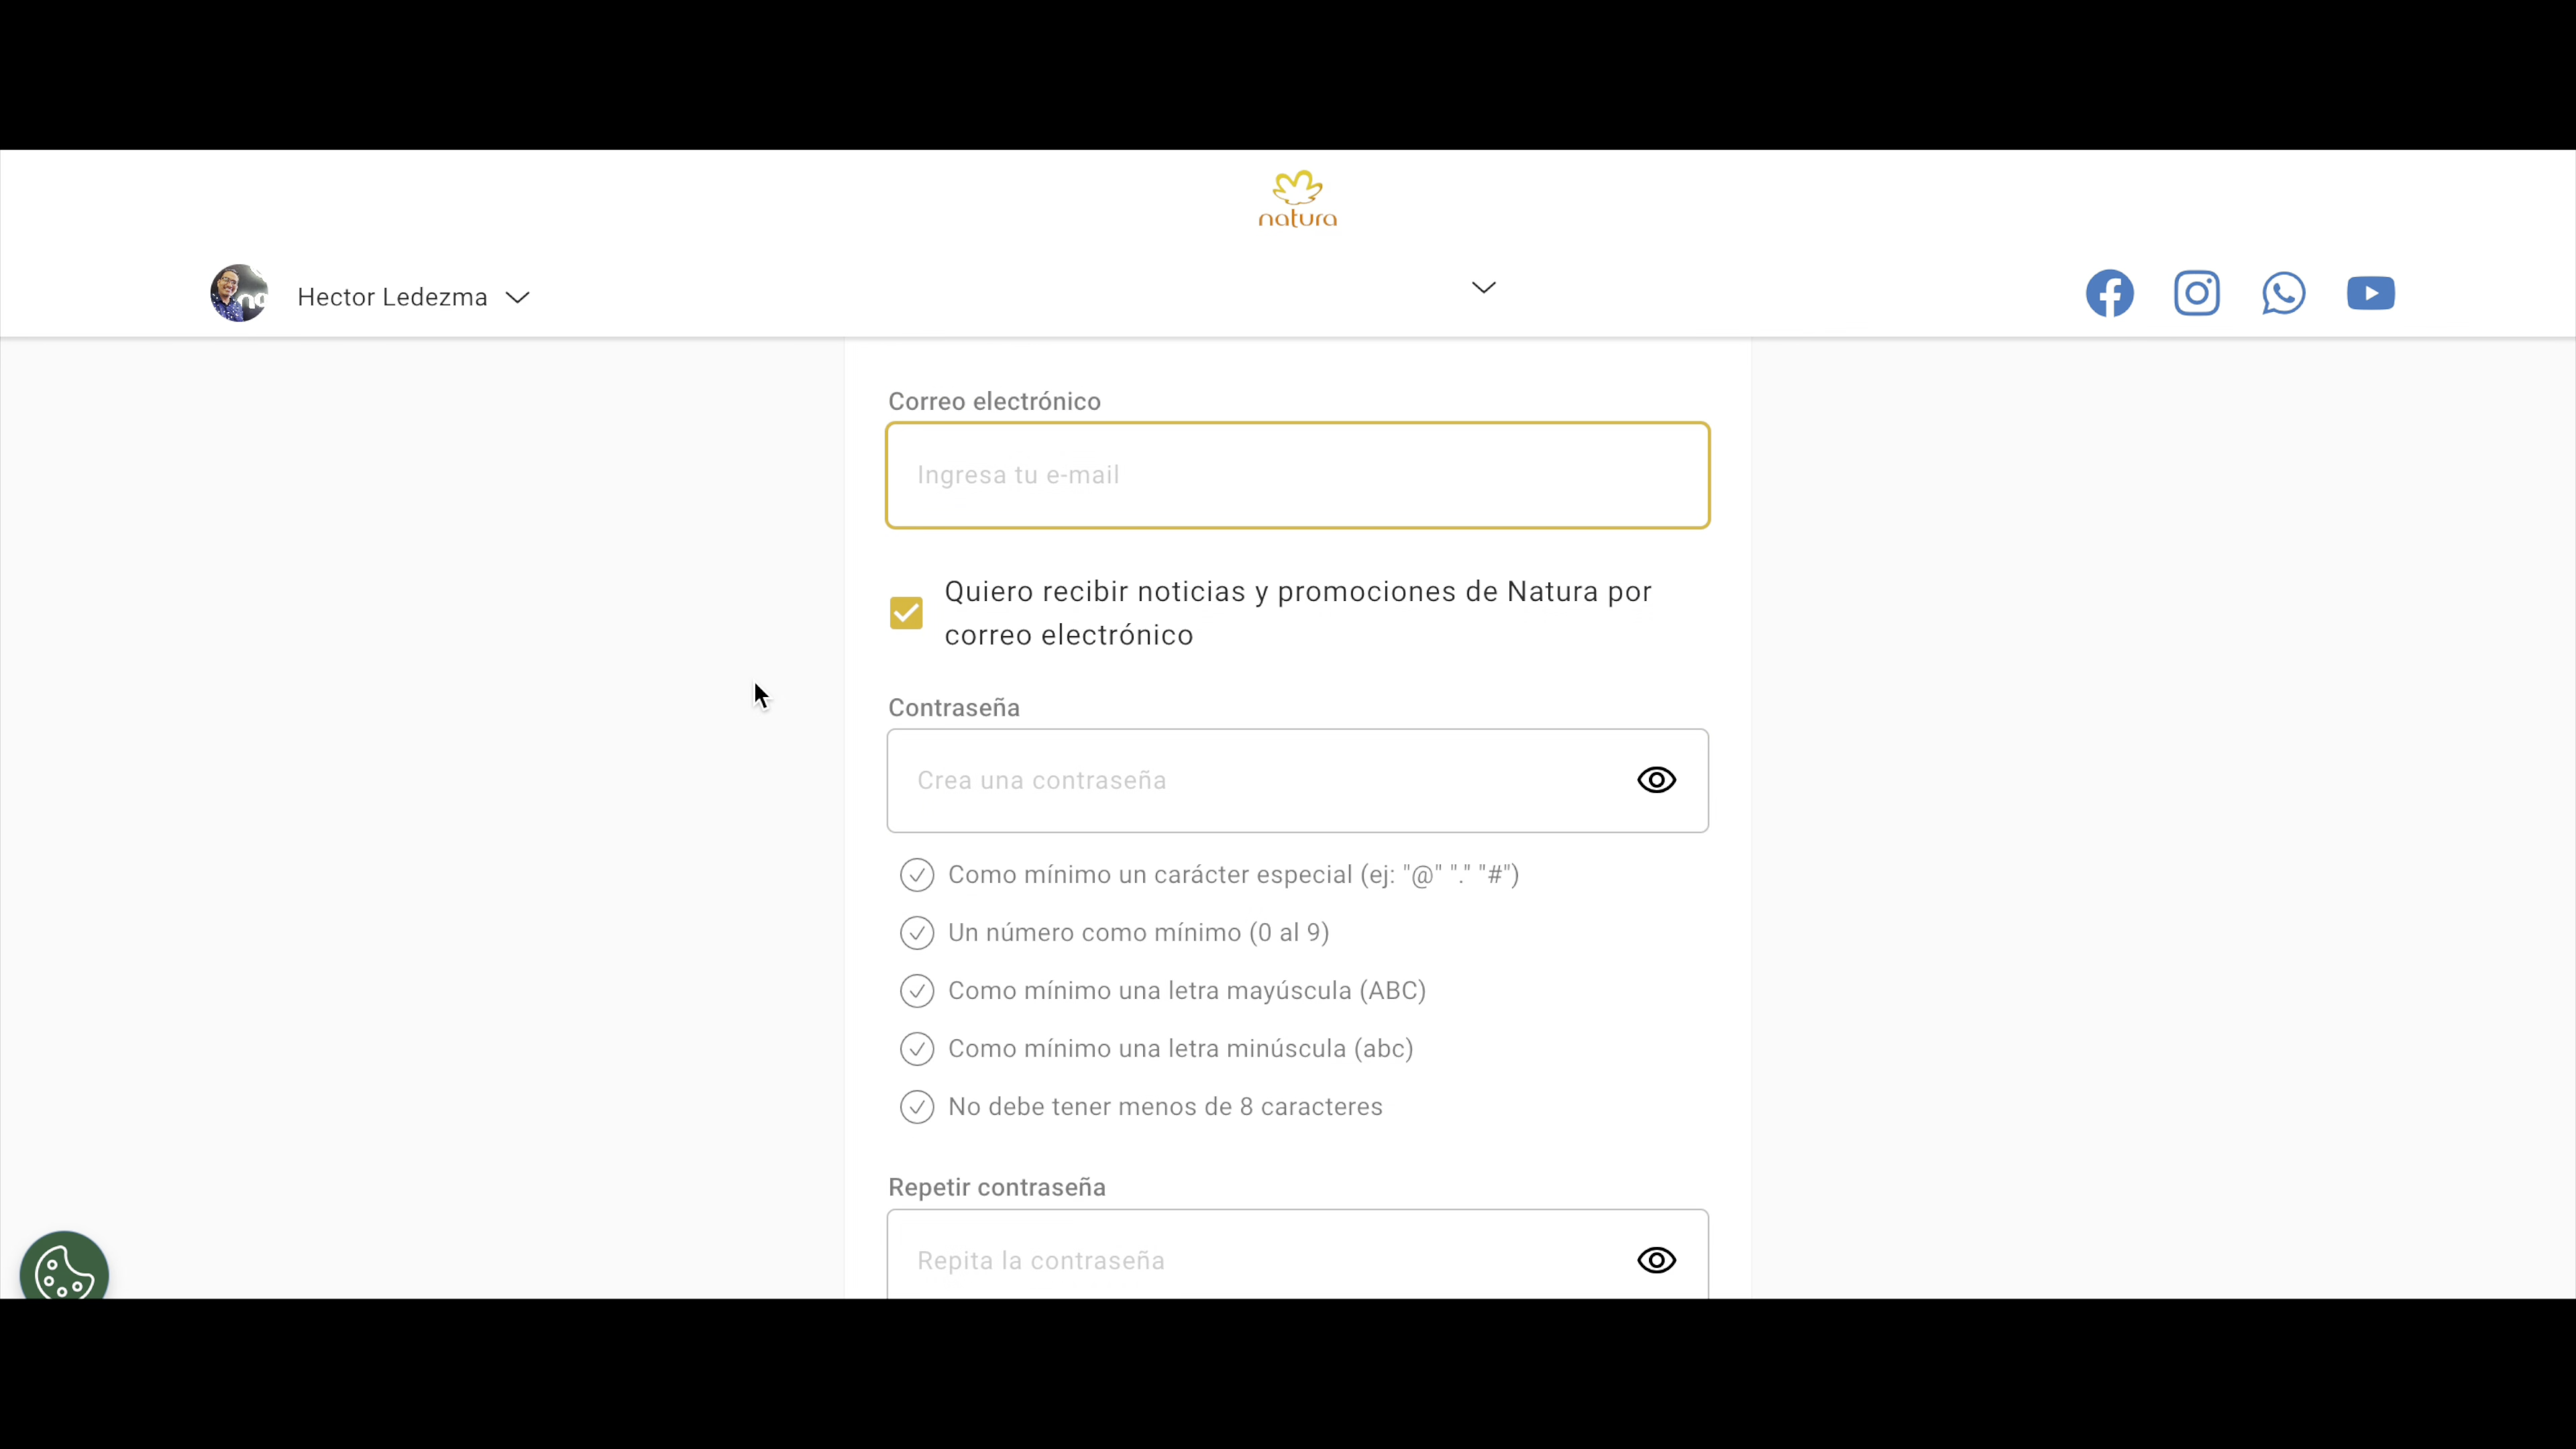 natura
Hector Ledezma
Correo electrónico
Ingresa tu e-mail
Quiero recibir noticias y promociones de Natura por
correo electrónico
Contraseña
Crea una contraseña
Como mínimo un carácter especial (ej: "@" "." "#")
Un número como mínimo (0 al 9)
Como mínimo una letra mayúscula (ABC)
Como mínimo una letra minúscula (abc)
No debe tener menos de 8 caracteres
Repetir contraseña
Repita la contraseña